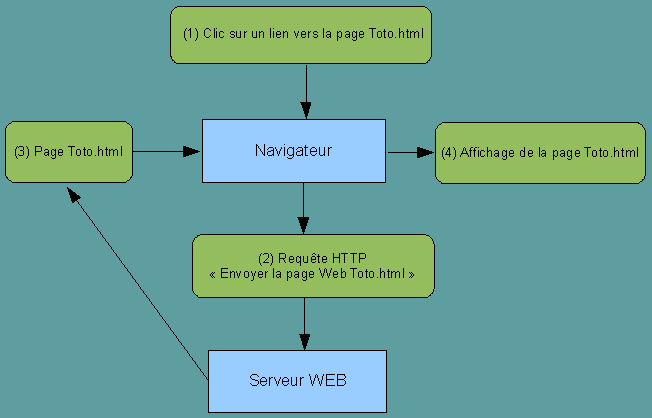 (1) Clic sur un lien vers la page Toto.html
Navigateur
(3) Page Toto.html
(4) Affichage de la page Toto.html
(2) Requête HTTP
« Envoyer la page Web Toto.html »
Serveur WEB